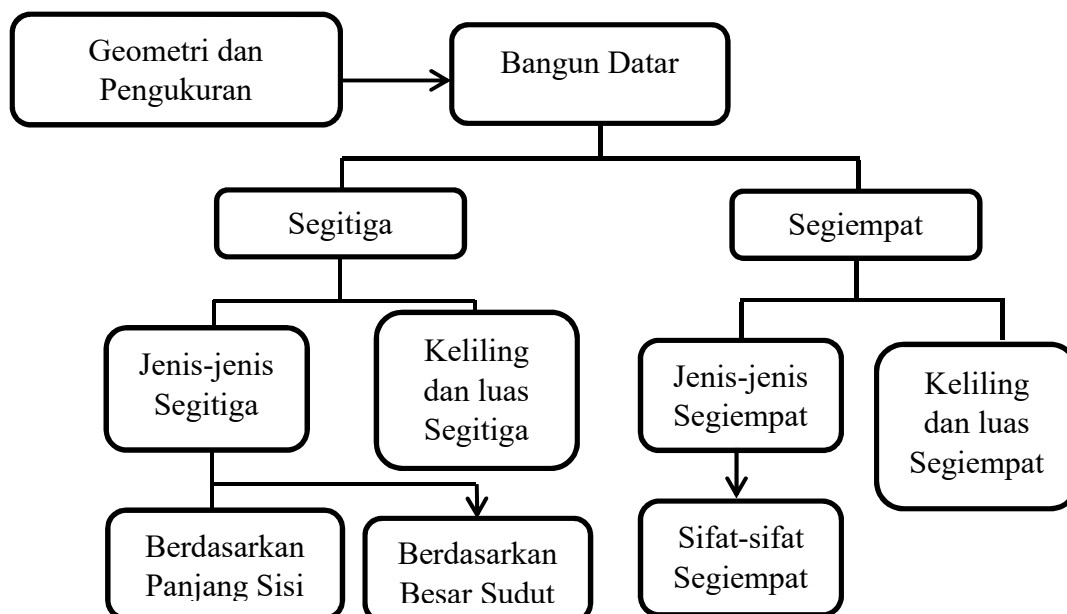 Geometri dan
Pengukuran
Bangun Datar
Segitiga
Segiempat
Jenis-jenis
Segitiga
Keliling
dan luas
Segitiga
Jenis-jenis
Segiempat
Keliling
dan luas
Segiempat
Berdasarkan
Panjang Sisi
Berdasarkan
Besar Sudut
Sifat-sifat
Segiempat